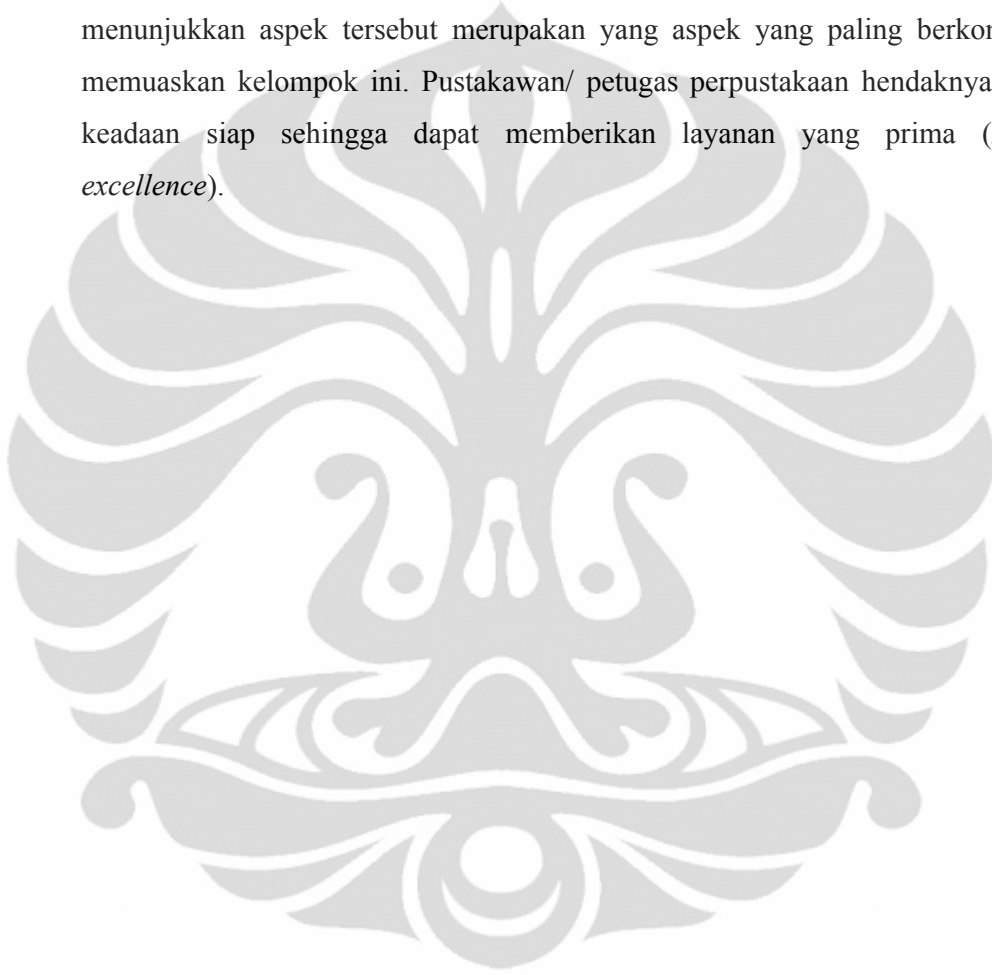 menunjukkan aspek tersebut merupakan yang aspek yang paling berkon
memuaskan kelompok ini. Pustakawan/ petugas perpustakaan hendaknya
keadaan siap sehingga dapat memberikan layanan yang prima (
excellence).